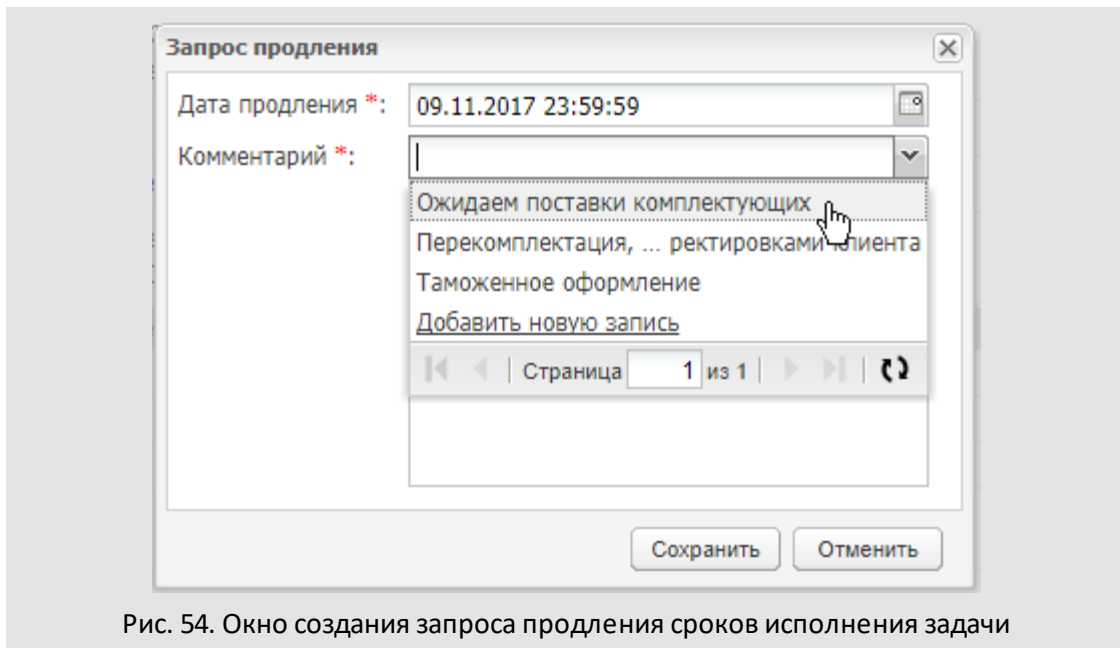 Запрос продления
Дата продления *: 09.11.2017 23:59:59
Комментарий *:
Ожидаем поставки комплектующих
Перекомплектация, ... ректировками клиента
Таможенное оформление
Добавить новую запись
Страница 1 из 1
Сохранить Отменить
Рис. 54. Окно создания запроса продления сроков исполнения задачи